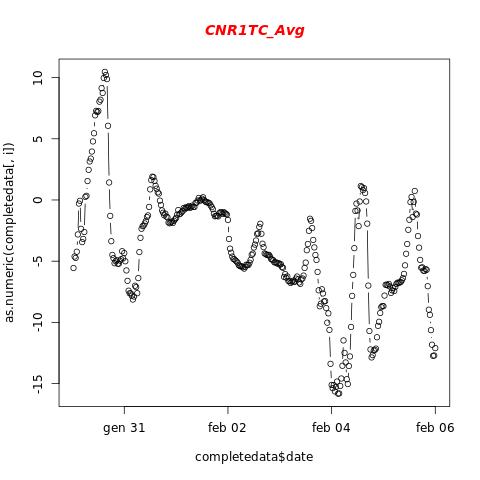 CNR1TC_Avg
as.numeric(completedata[, i])
10
5
0
-5
-10
-15
gen 31
feb 02
feb 04
feb 06
completedata$date